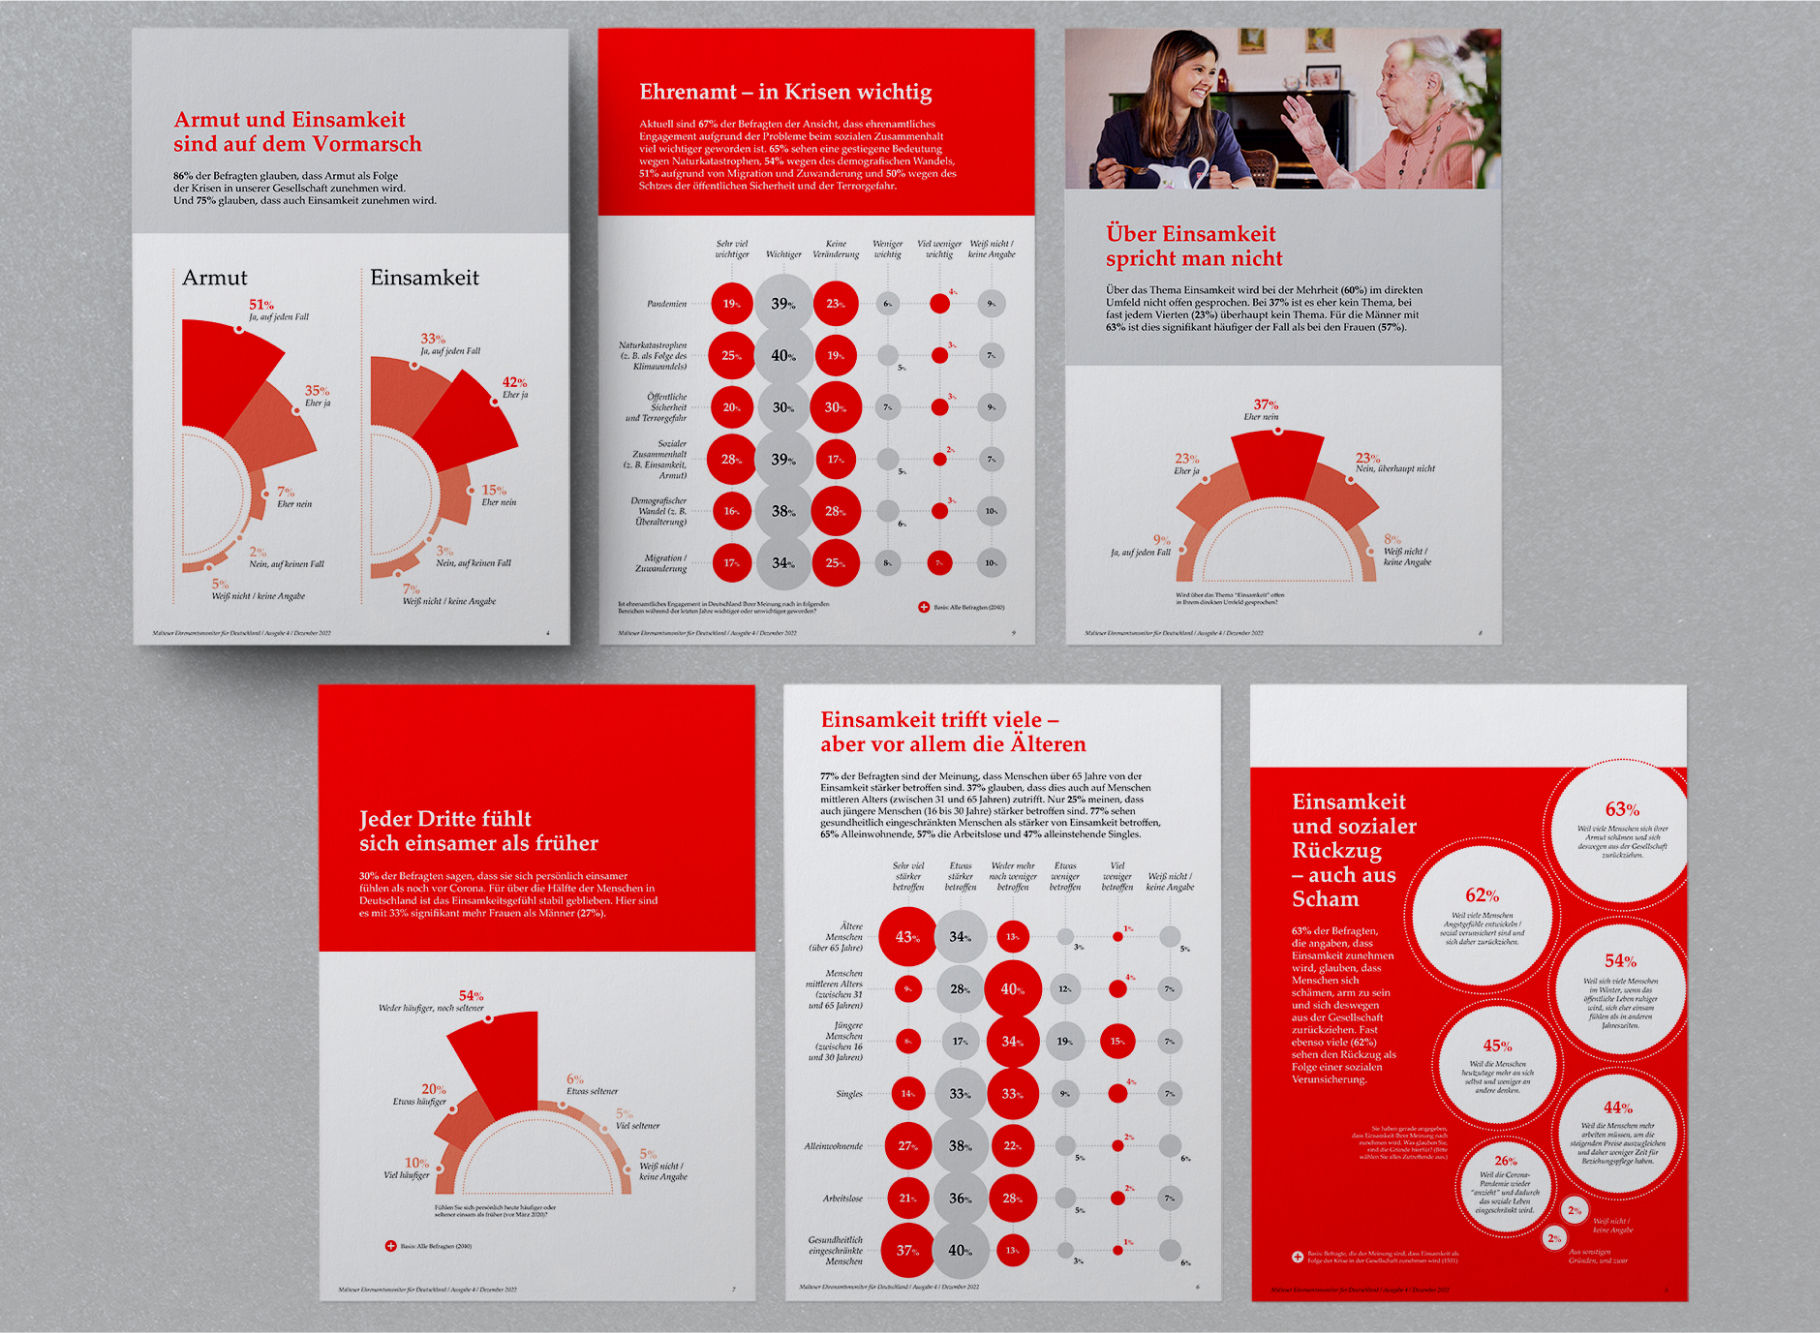 Armut und Einsamkeit
sind auf dem Vormarsch
86% der Befragten glauben, dass Armut als Folge
der Krisen in unserer Gesellschaft zunehmen wird.
Und 75% glauben, dass auch Einsamkeit zunehmen wird.
Armut
51%
Ja, auf jeden Fall
35%
Eher ja
7%
Eher nein
2%
Nein, auf keinen Fall
5%
Weiß nicht / keine Angabe
Einsamkeit
33%
Ja, auf jeden Fall
42%
Eher ja
15%
Eher nein
3%
Nein, auf keinen Fall
7%
Weiß nicht / keine Angabe
Malteser Ehrenamtsmonitor für Deutschland / Ausgabe 4 / Dezember 2022
4
Ehrenamt – in Krisen wichtig
Aktuell sind 67% der Befragten der Ansicht, dass ehrenamtliches
Engagement aufgrund der Probleme beim sozialen Zusammenhalt
viel wichtiger geworden ist. 65% sehen eine gestiegene Bedeutung
wegen Naturkatastrophen, 54% wegen des demografischen Wandels,
51% aufgrund von Migration und Zuwanderung und 50% wegen des
Schtzes der öffentlichen Sicherheit und der Terrorgefahr.
Sehr viel
wichtiger
Wichtiger
Keine
Veränderung
Weniger
wichtig
Viel weniger
wichtig
Weiß nicht /
keine Angabe
Pandemien
19% 39% 23% 6% 4% 9%
Naturkatastrophen
(z. B. als Folge des
Klimawandels)
25% 40% 19% 5% 3% 7%
Öffentliche
Sicherheit
und Terrorgefahr
20% 30% 30% 7% 3% 9%
Sozialer
Zusammenhalt
(z. B. Einsamkeit,
Armut)
28% 39% 17% 5% 2% 7%
Demografischer
Wandel (z. B.
Überalterung)
16% 38% 28% 6% 3% 10%
Migration /
Zuwanderung
17% 34% 25% 8% 7% 10%
Ist ehrenamtliches Engagement in Deutschland Ihrer Meinung nach in folgenden
Bereichen während der letzten Jahre wichtiger oder unwichtiger geworden?
Basis: Alle Befragten (2010)
Malteser Ehrenamtsmonitor für Deutschland / Ausgabe 4 / Dezember 2022
9
Über Einsamkeit
spricht man nicht
Über das Thema Einsamkeit wird bei der Mehrheit (60%) im direkten
Umfeld nicht offen gesprochen. Bei 37% ist es eher kein Thema, bei
fast jedem Vierten (23%) überhaupt kein Thema. Für die Männer mit
63% ist dies signifikant häufiger der Fall als bei den Frauen (57%).
37%
Eher nein
23%
Eher ja
23%
Nein, überhaupt nicht
9%
Ja, auf jeden Fall
8%
Weiß nicht /
keine Angabe
Wird über das Thema "Einsamkeit" offen
in Ihrem direkten Umfeld gesprochen?
Malteser Ehrenamtsmonitor für Deutschland / Ausgabe 4 / Dezember 2022
8
Jeder Dritte fühlt
sich einsamer als früher
30% der Befragten sagen, dass sie sich persönlich einsamer
fühlen als noch vor Corona. Für über die Hälfte der Menschen in
Deutschland ist das Einsamkeitsgefühl stabil geblieben. Hier sind
es mit 33% signifikant mehr Frauen als Männer (27%).
54%
Weder häufiger, noch seltener
20%
Etwas häufiger
6%
Etwas seltener
5%
Viel seltener
10%
Viel häufiger
5%
Weiß nicht /
keine Angabe
Fühlen Sie sich persönlich heute häufiger oder
seltener einsam als früher (vor März 2020)?
Basis: Alle Befragten (2010)
Malteser Ehrenamtsmonitor für Deutschland / Ausgabe 4 / Dezember 2022
7
Einsamkeit trifft viele –
aber vor allem die Älteren
77% der Befragten sind der Meinung, dass Menschen über 65 Jahre von der
Einsamkeit stärker betroffen sind. 37% glauben, dass dies auch auf Menschen
mittleren Alters (zwischen 31 und 65 Jahren) zutrifft. Nur 25% meinen, dass
auch jüngere Menschen (16 bis 30 Jahre) stärker betroffen sind. 77% sehen
gesundheitlich eingeschränkten Menschen als stärker von Einsamkeit betroffen,
65% Alleinwohnende, 57% die Arbeitslose und 47% alleinstehende Singles.
Sehr viel
stärker
betroffen
Etwas
stärker
betroffen
Weder mehr
noch weniger
betroffen
Etwas
weniger
betroffen
Viel
weniger
betroffen
Weiß nicht /
keine Angabe
Ältere
Menschen
(über 65 Jahre)
43% 34% 13% 3% 1% 5%
Menschen
mittleren Alters
(zwischen 31
und 65 Jahren)
9% 28% 40% 12% 4% 7%
Jüngere
Menschen
(zwischen 16
und 30 Jahren)
8% 17% 34% 19% 15% 7%
Singles
14% 33% 33% 9% 4% 7%
Alleinwohnende
27% 38% 22% 5% 2% 6%
Arbeitslose
21% 36% 28% 5% 2% 7%
Gesundheitlich
eingeschränkte
Menschen
37% 40% 13% 3% 1% 6%
Malteser Ehrenamtsmonitor für Deutschland / Ausgabe 4 / Dezember 2022
6
Einsamkeit
und sozialer
Rückzug
– auch aus
Scham
63% der Befragten,
die angaben, dass
Einsamkeit zunehmen
wird, glauben, dass
Menschen sich
schämen, arm zu sein
und sich deswegen
aus der Gesellschaft
zurückziehen. Fast
ebenso viele (62%)
sehen den Rückzug als
Folge einer sozialen
Verunsicherung.
Sie haben gerade angegeben,
dass Einsamkeit Ihrer Meinung nach
zunehmen wird. Was glauben Sie,
sind die Gründe hierfür? (Bitte
wählen Sie alles Zutreffende aus.)
63%
Weil viele Menschen sich ihrer
Armut schämen und sich
deswegen aus der Gesellschaft
zurückziehen.
62%
Weil viele Menschen
Angstgefühle entwickeln /
sozial verunsichert sind und
sich daher zurückziehen.
54%
Weil sich viele Menschen
im Winter, wenn das
öffentliche Leben ruhiger
wird, sich eher einsam
fühlen als in anderen
Jahreszeiten.
45%
Weil die Menschen
heutzutage mehr an sich
selbst und weniger an
andere denken.
44%
Weil die Menschen mehr
arbeiten müssen, um die
steigenden Preise auszugleichen
und daher weniger Zeit für
Beziehungspflege haben.
26%
Weil die Corona-
Pandemie wieder
"anzieht" und dadurch
das soziale Leben
eingeschränkt wird.
2%
Weiß nicht /
keine Angabe
2%
Aus sonstigen
Gründen, und zwar
Basis: Befragte, die der Meinung sind, dass Einsamkeit als
Folge der Krise in der Gesellschaft zunehmen wird (1511)
Malteser Ehrenamtsmonitor für Deutschland / Ausgabe 4 / Dezember 2022